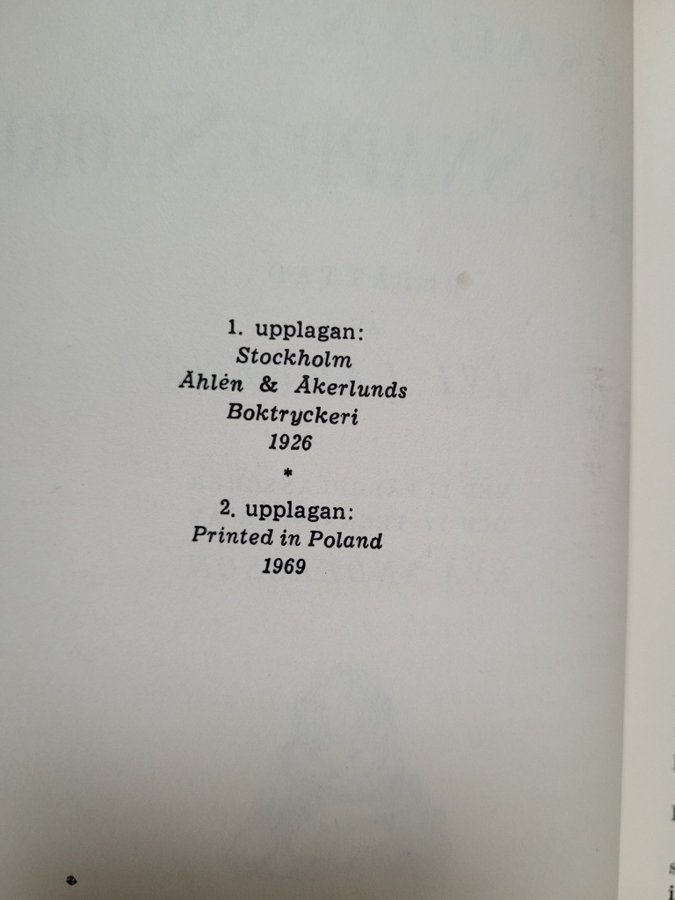 1. upplagan:
Stockholm
Åhlén & Åkerlunds
Boktryckeri
1926
*
2. upplagan:
Printed in Poland
1969